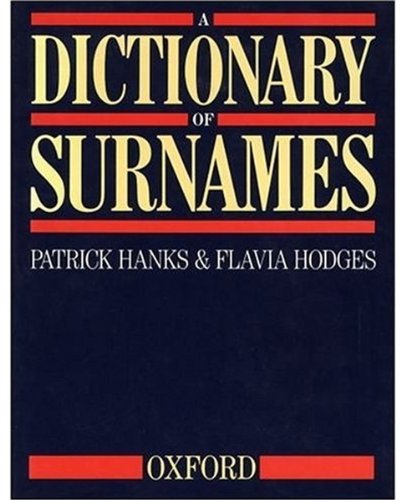 A
DICTIONARY
OF
SURNAMES
PATRICK HANKS & FLAVIA HODGES
OXFORD